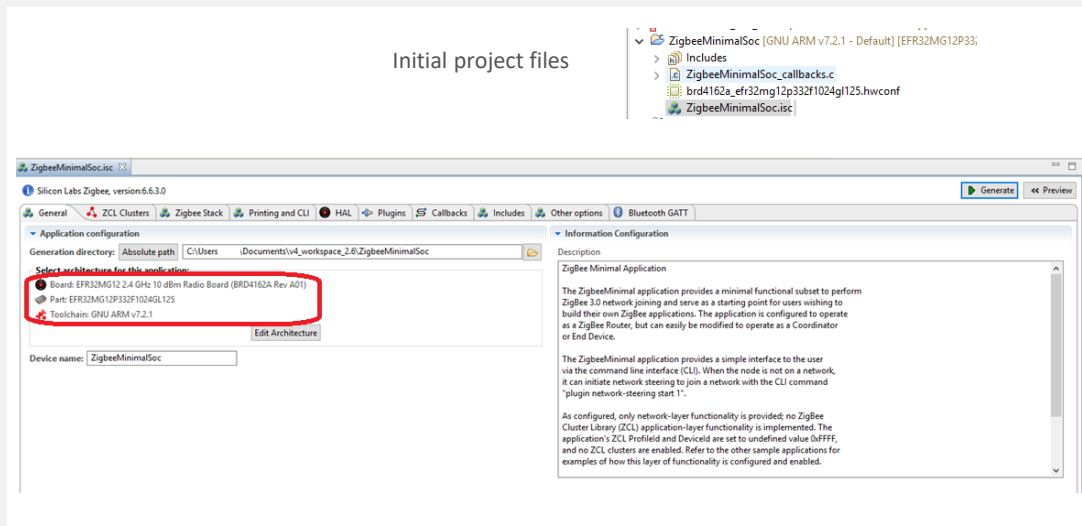 Initial project files
ZigbeeMinimalSoc [GNU ARM v7.2.1 - Default] [EFR32MG12P33
Includes
ZigbeeMinimalSoc_callbacks.c
brd4162a_efr32mg12p332f1024gl125.hwconf
ZigbeeMinimalSoc.isc
ZigbeeMinimalSoc.isc
Silicon Labs Zigbee, version:6.6.3.0
Generate
Preview
General ZCL Clusters Zigbee Stack Printing and CLI HAL Plugins Callbacks Includes Other options Bluetooth GATT
Application configuration
Generation directory: Absolute path C:\Users \Documents\v4_workspace_2.6\ZigbeeMinimalSoc
Select architecture for this application:
Board: EFR32MG12 2.4 GHz 10 dBm Radio Board (BRD4162A Rev A01)
Part: EFR32MG12P332F1024GL125
Toolchain: GNU ARM v7.2.1
Edit Architecture
Device name: ZigbeeMinimalSoc
Information Configuration
Description
ZigBee Minimal Application
The ZigbeeMinimal application provides a minimal functional subset to perform
ZigBee 3.0 network joining and serve as a starting point for users wishing to
build their own ZigBee applications. The application is configured to operate
as a ZigBee Router, but can easily be modified to operate as a Coordinator
or End Device.
The ZigbeeMinimal application provides a simple interface to the user
via the command line interface (CLI). When the node is not on a network,
it can initiate network steering to join a network with the CLI command
"plugin network-steering start 1".
As configured, only network-layer functionality is provided; no ZigBee
Cluster Library (ZCL) application-layer functionality is implemented. The
application's ZCL ProfileId and DeviceId are set to undefined value 0xFFFF,
and no ZCL clusters are enabled. Refer to the other sample applications for
examples of how this layer of functionality is configured and enabled.